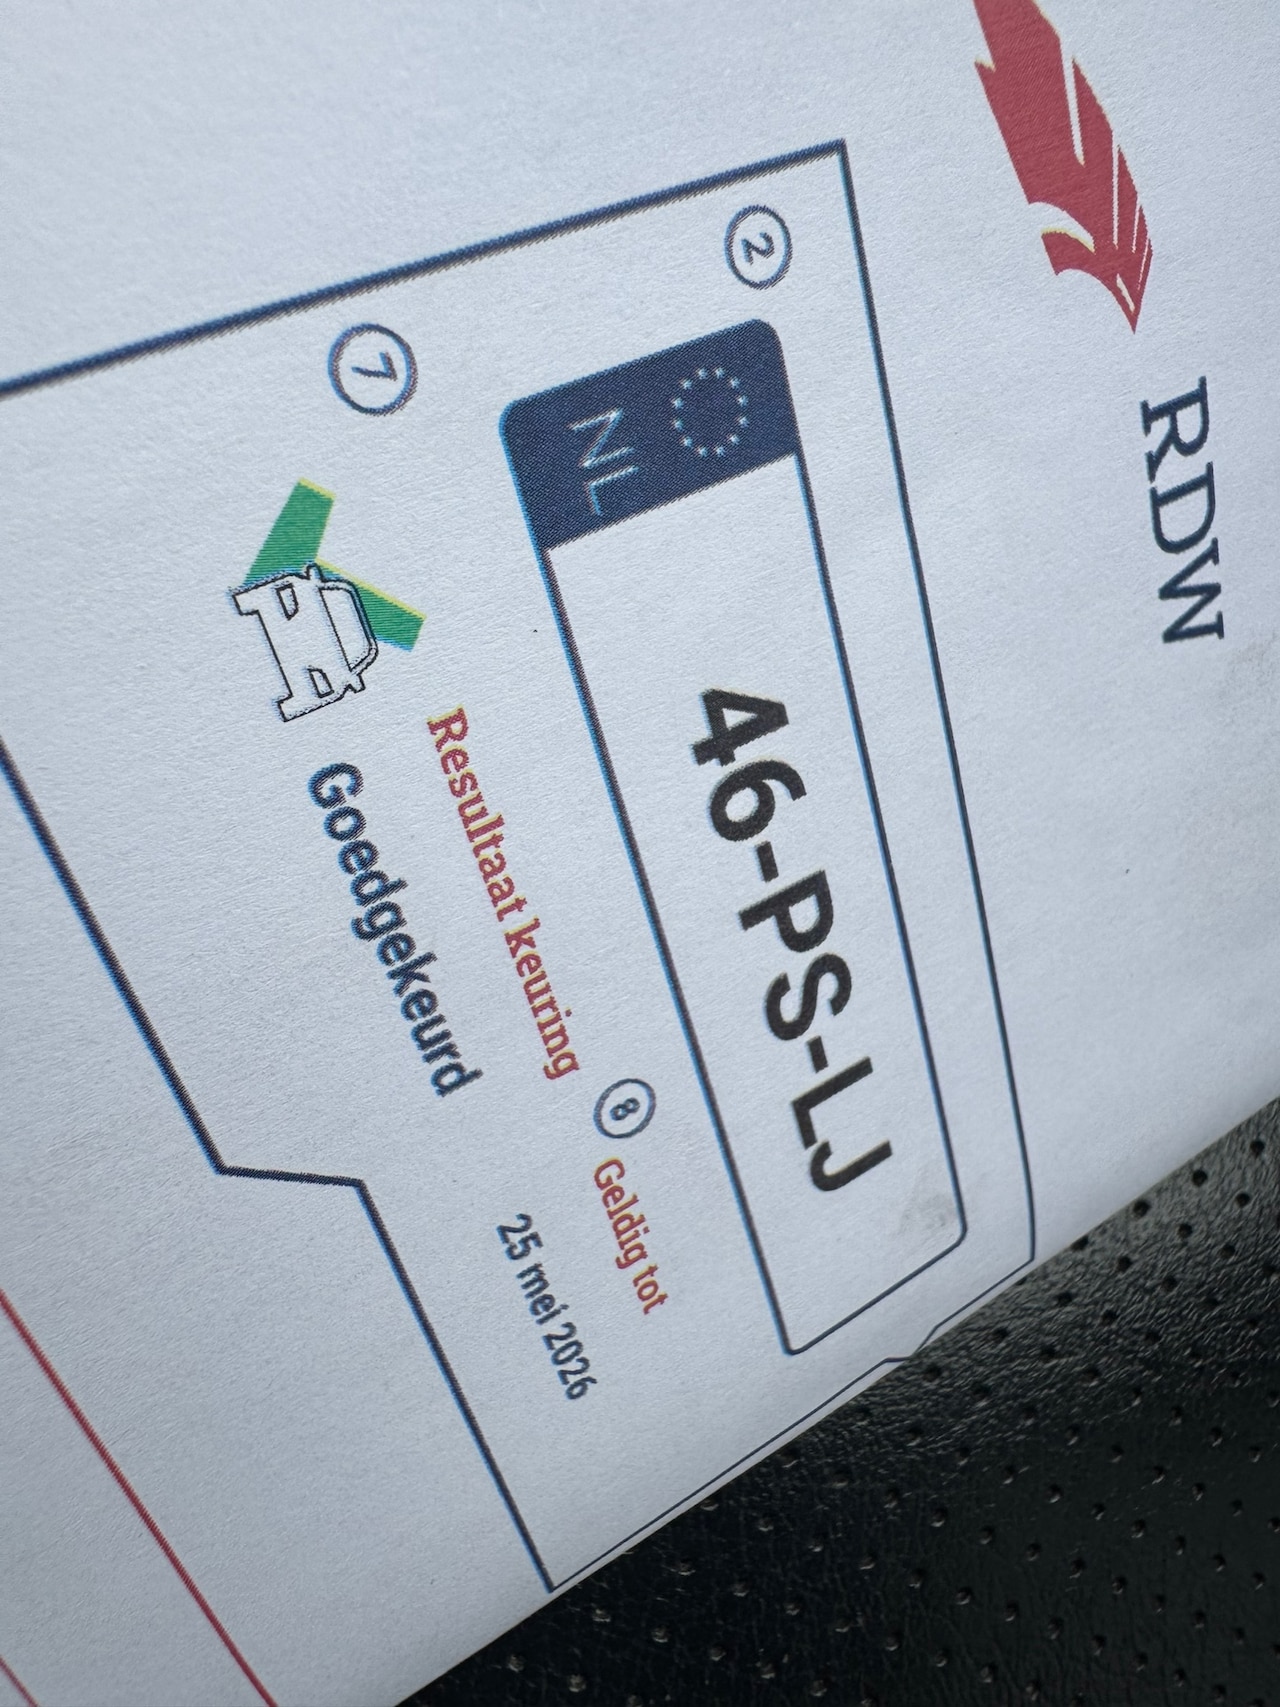 RDW
2
NL
46-PS-LJ
7
Resultaat keuring
Goedgekeurd
8
Geldig tot
25 mei 2026